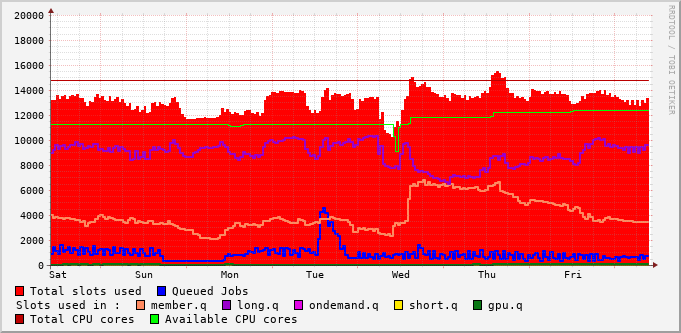 20000
18000
16000
14000
12000
10000
8000
6000
4000
2000
0
Sat Sun Mon Tue Wed Thu Fri
Total slots used Queued Jobs
Slots used in : member.q long.q ondemand.q short.q gpu.q
Total CPU cores Available CPU cores
RRDTOOL / TOBI OETIKER